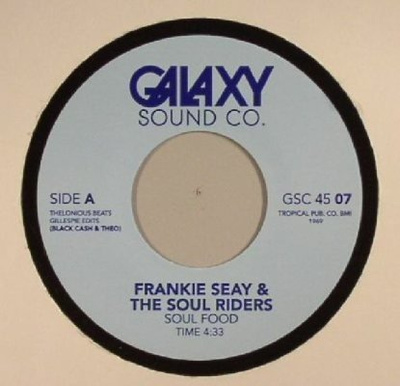 GALAXY
SOUND CO.
SIDE A
THELONIOUS BEATS
GILLESPIE EDITS
(BLACK CASH & THEO)
GSC 45 07
TROPICAL PUB. CO. BMI
1969
FRANKIE SEAY &
THE SOUL RIDERS
SOUL FOOD
TIME 4:33